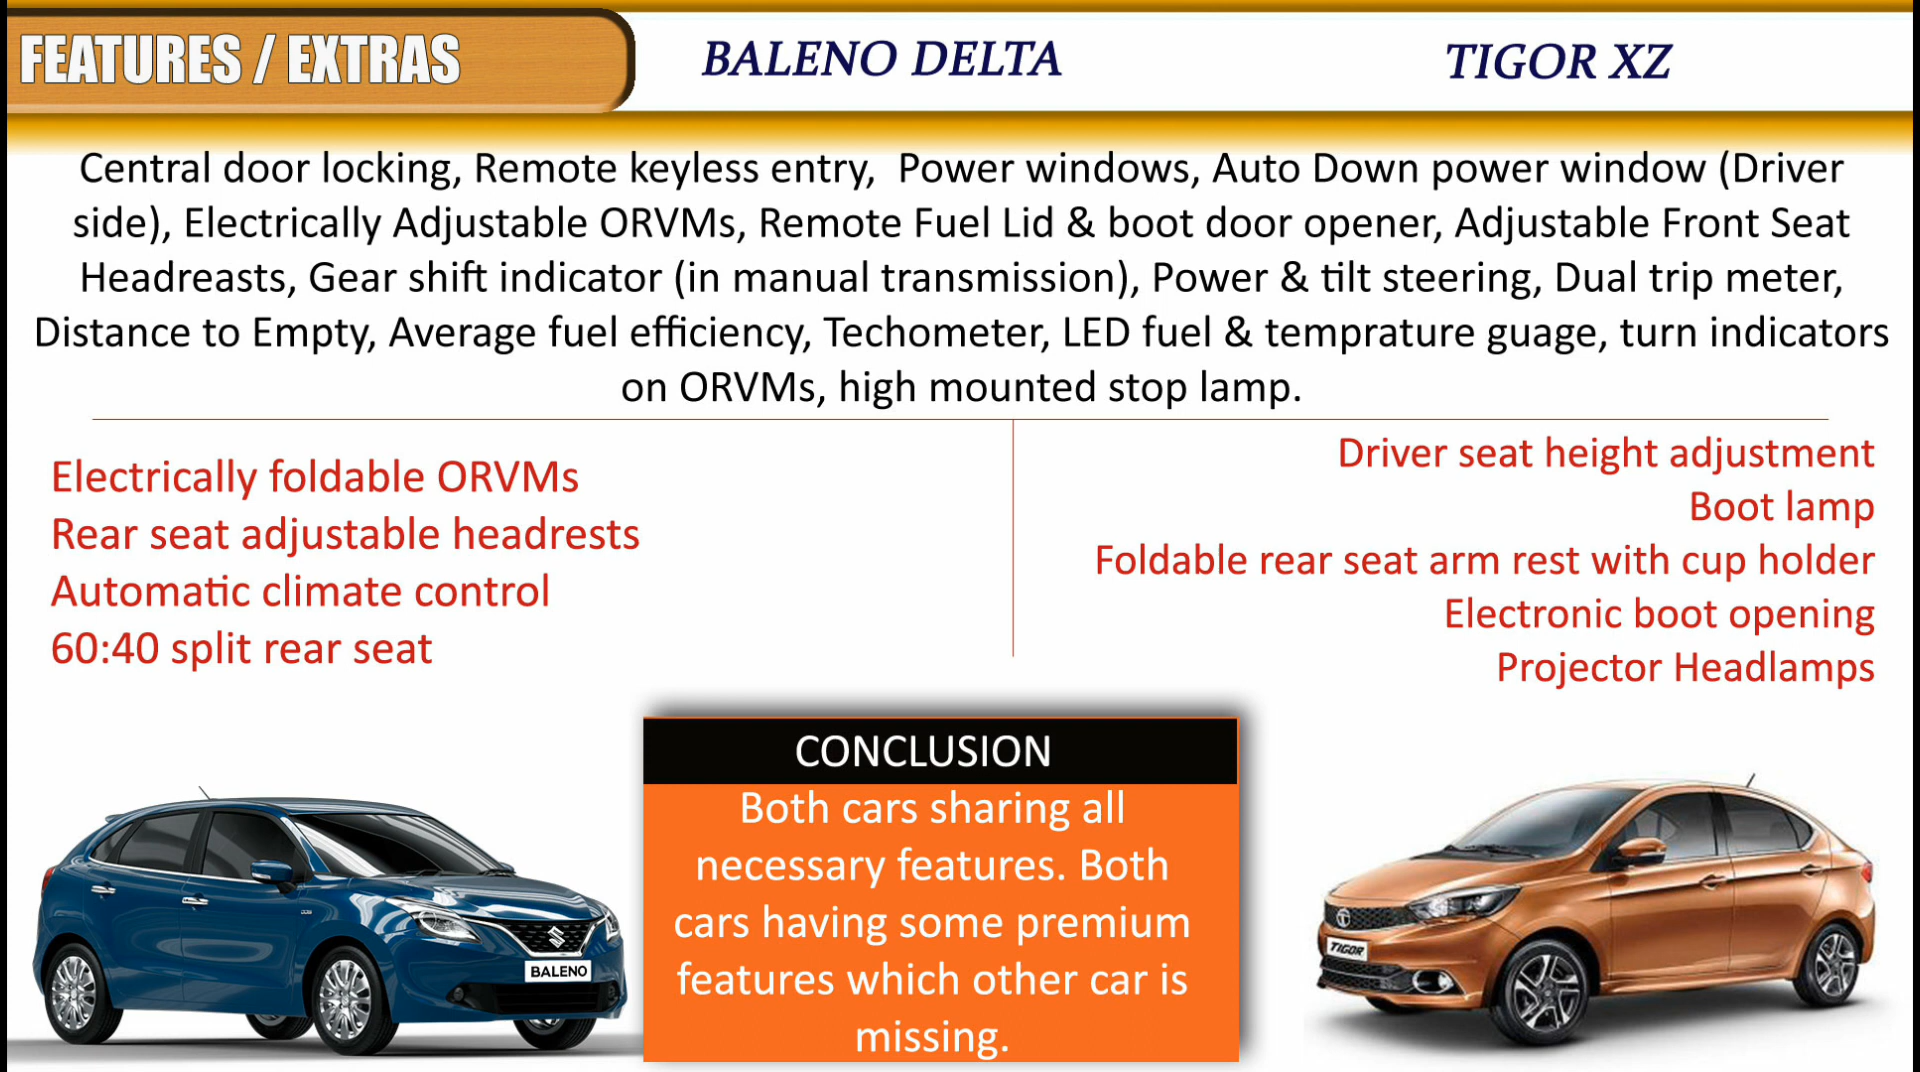 FEATURES / EXTRAS
BALENO DELTA
TIGOR XZ
Central door locking, Remote keyless entry,  Power windows, Auto Down power window (Driver
side), Electrically Adjustable ORVMs, Remote Fuel Lid & boot door opener, Adjustable Front Seat
Headreasts, Gear shift indicator (in manual transmission), Power & tilt steering, Dual trip meter,
Distance to Empty, Average fuel efficiency, Techometer, LED fuel & temprature guage, turn indicators
on ORVMs, high mounted stop lamp.
Electrically foldable ORVMs
Rear seat adjustable headrests
Automatic climate control
60:40 split rear seat
Driver seat height adjustment
Boot lamp
Foldable rear seat arm rest with cup holder
Electronic boot opening
Projector Headlamps
CONCLUSION
Both cars sharing all
necessary features. Both
cars having some premium
features which other car is
missing.
BALENO
TIGOR